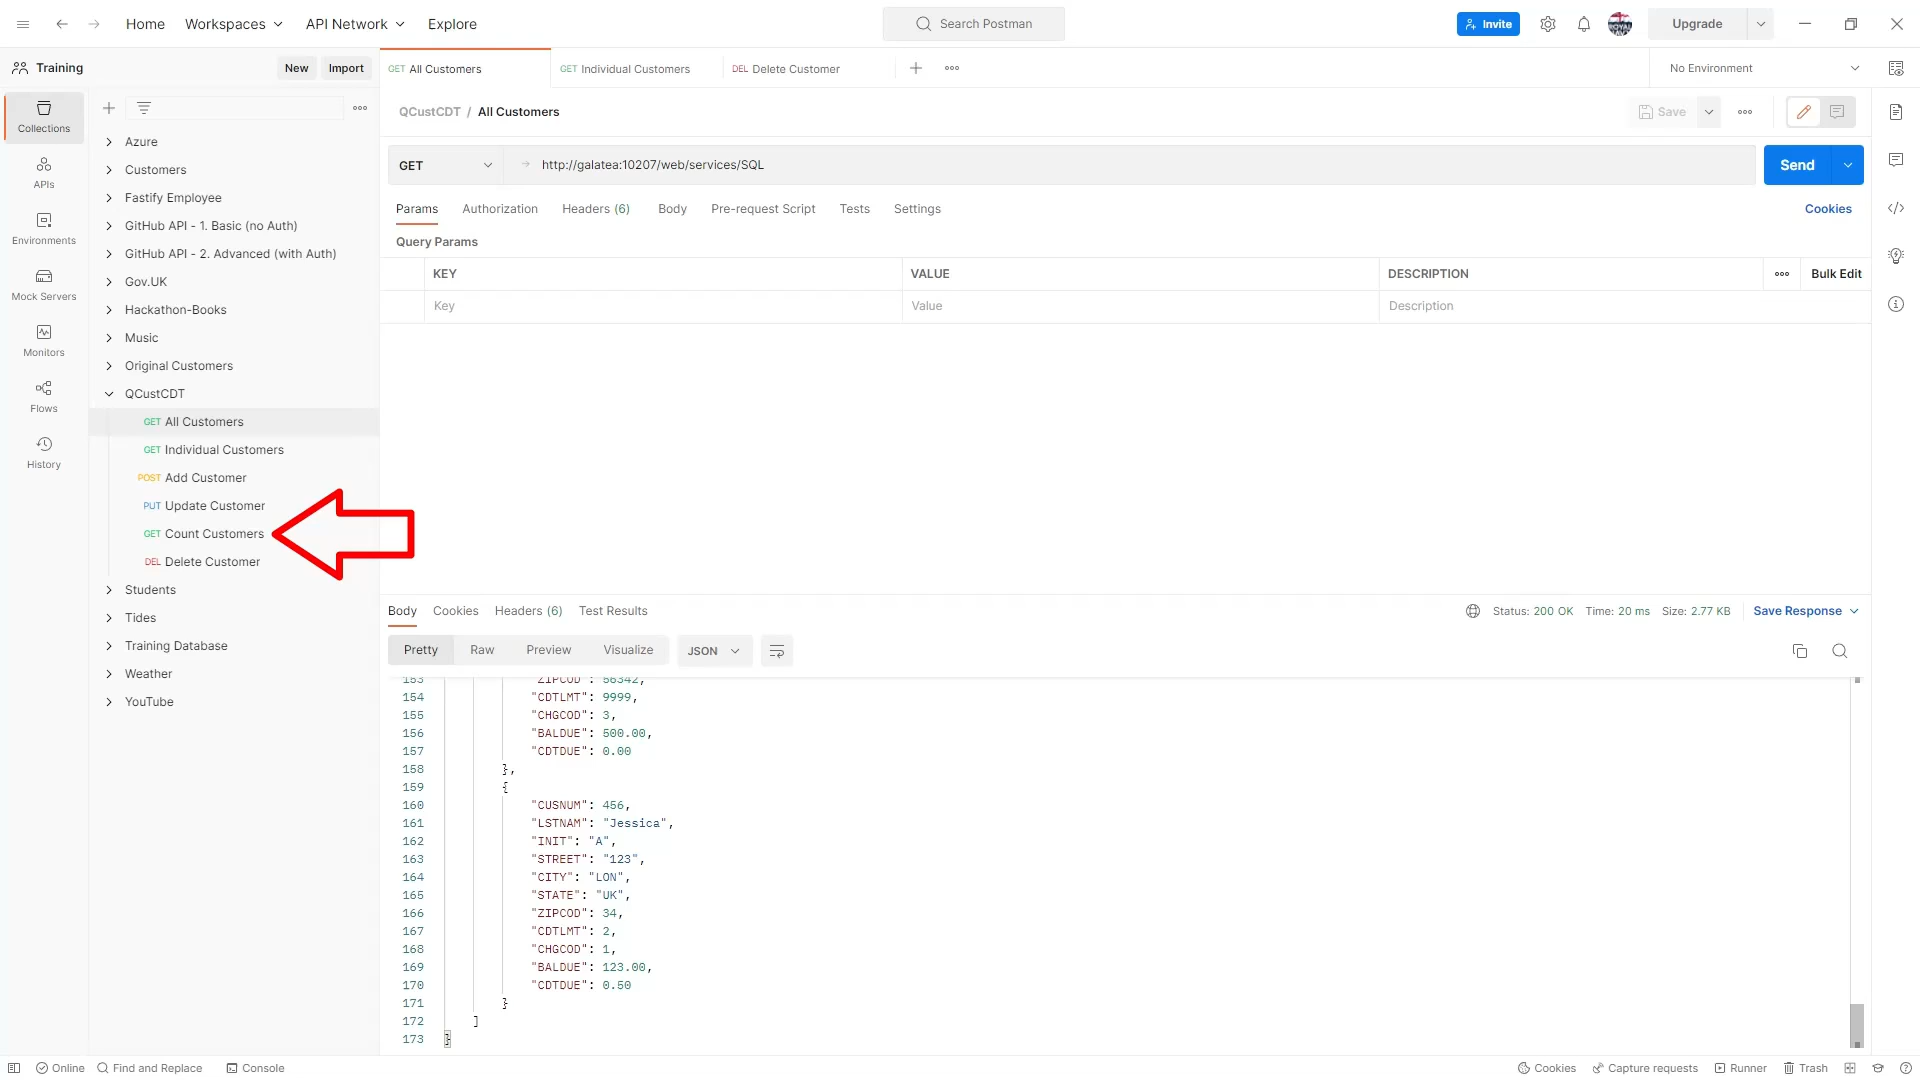 Home Workspaces API Network Explore Search Postman Invite Upgrade
Training New Import
GET All Customers GET Individual Customers DEL Delete Customer No Environment
QCustCDT / All Customers Save
GET http://galatea:10207/web/services/SQL Send
Params Authorization Headers (6) Body Pre-request Script Tests Settings Cookies
Query Params
KEY VALUE DESCRIPTION Bulk Edit
Key Value Description
Collections
APIs
Environments
Mock Servers
Monitors
Flows
History
Azure
Customers
Fastify Employee
GitHub API - 1. Basic (no Auth)
GitHub API - 2. Advanced (with Auth)
Gov.UK
Hackathon-Books
Music
Original Customers
QCustCDT
GET All Customers
GET Individual Customers
POST Add Customer
PUT Update Customer
GET Count Customers
DEL Delete Customer
Students
Tides
Training Database
Weather
YouTube
Body Cookies Headers (6) Test Results Status: 200 OK Time: 20 ms Size: 2.77 KB Save Response
Pretty Raw Preview Visualize JSON
153 "ZIPCOD": 56342,
154 "CDTLMT": 9999,
155 "CHGCOD": 3,
156 "BALDUE": 500.00,
157 "CDTDUE": 0.00
158 },
159 {
160 "CUSNUM": 456,
161 "LSTNAM": "Jessica",
162 "INIT": "A",
163 "STREET": "123",
164 "CITY": "LON",
165 "STATE": "UK",
166 "ZIPCOD": 34,
167 "CDTLMT": 2,
168 "CHGCOD": 1,
169 "BALDUE": 123.00,
170 "CDTDUE": 0.50
171 }
172 ]
173 }
Online Find and Replace Console Cookies Capture requests Runner Trash